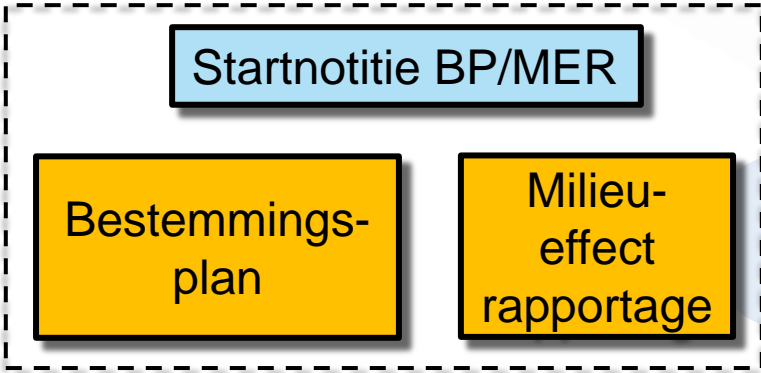 Startnotitie BP/MER
Bestemmings-
plan
Milieu-
effect
rapportage